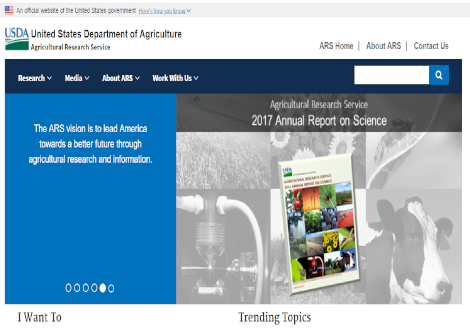 An official website of the United States government Here's how you know
USDA United States Department of Agriculture
Agricultural Research Service
ARS Home | About ARS | Contact Us
Research Media About ARS Work With Us
Agricultural Research Service
2017 Annual Report on Science
The ARS vision is to lead America
towards a better future through
agricultural research and information.
USDA
AGRICULTURAL RESEARCH SERVICE
ANNUAL REPORT ON SCIENCE
I Want To
Trending Topics